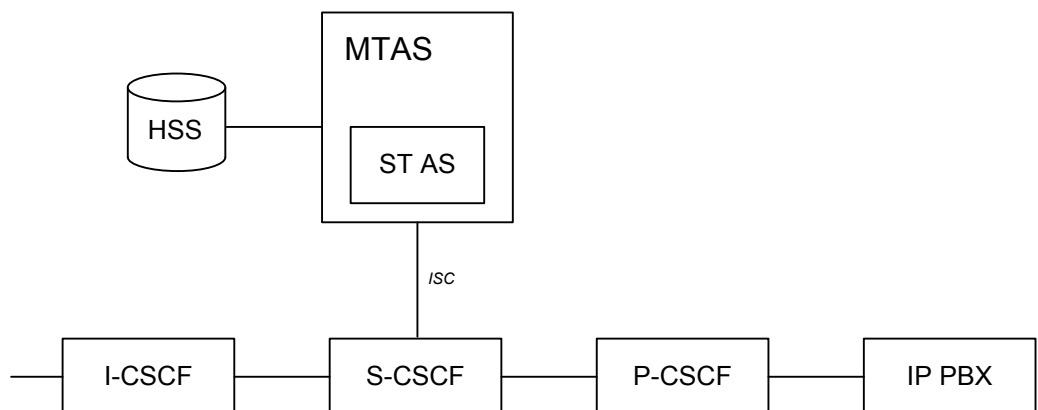 MTAS
HSS
ST AS
ISC
I-CSCF
S-CSCF
P-CSCF
IP PBX